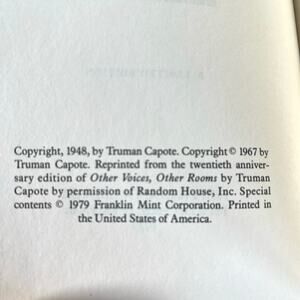 Copyright, 1948, by Truman Capote. Copyright © 1967 by
Truman Capote. Reprinted from the twentieth anniver-
sary edition of Other Voices, Other Rooms by Truman
Capote by permission of Random House, Inc. Special
contents © 1979 Franklin Mint Corporation. Printed in
the United States of America.